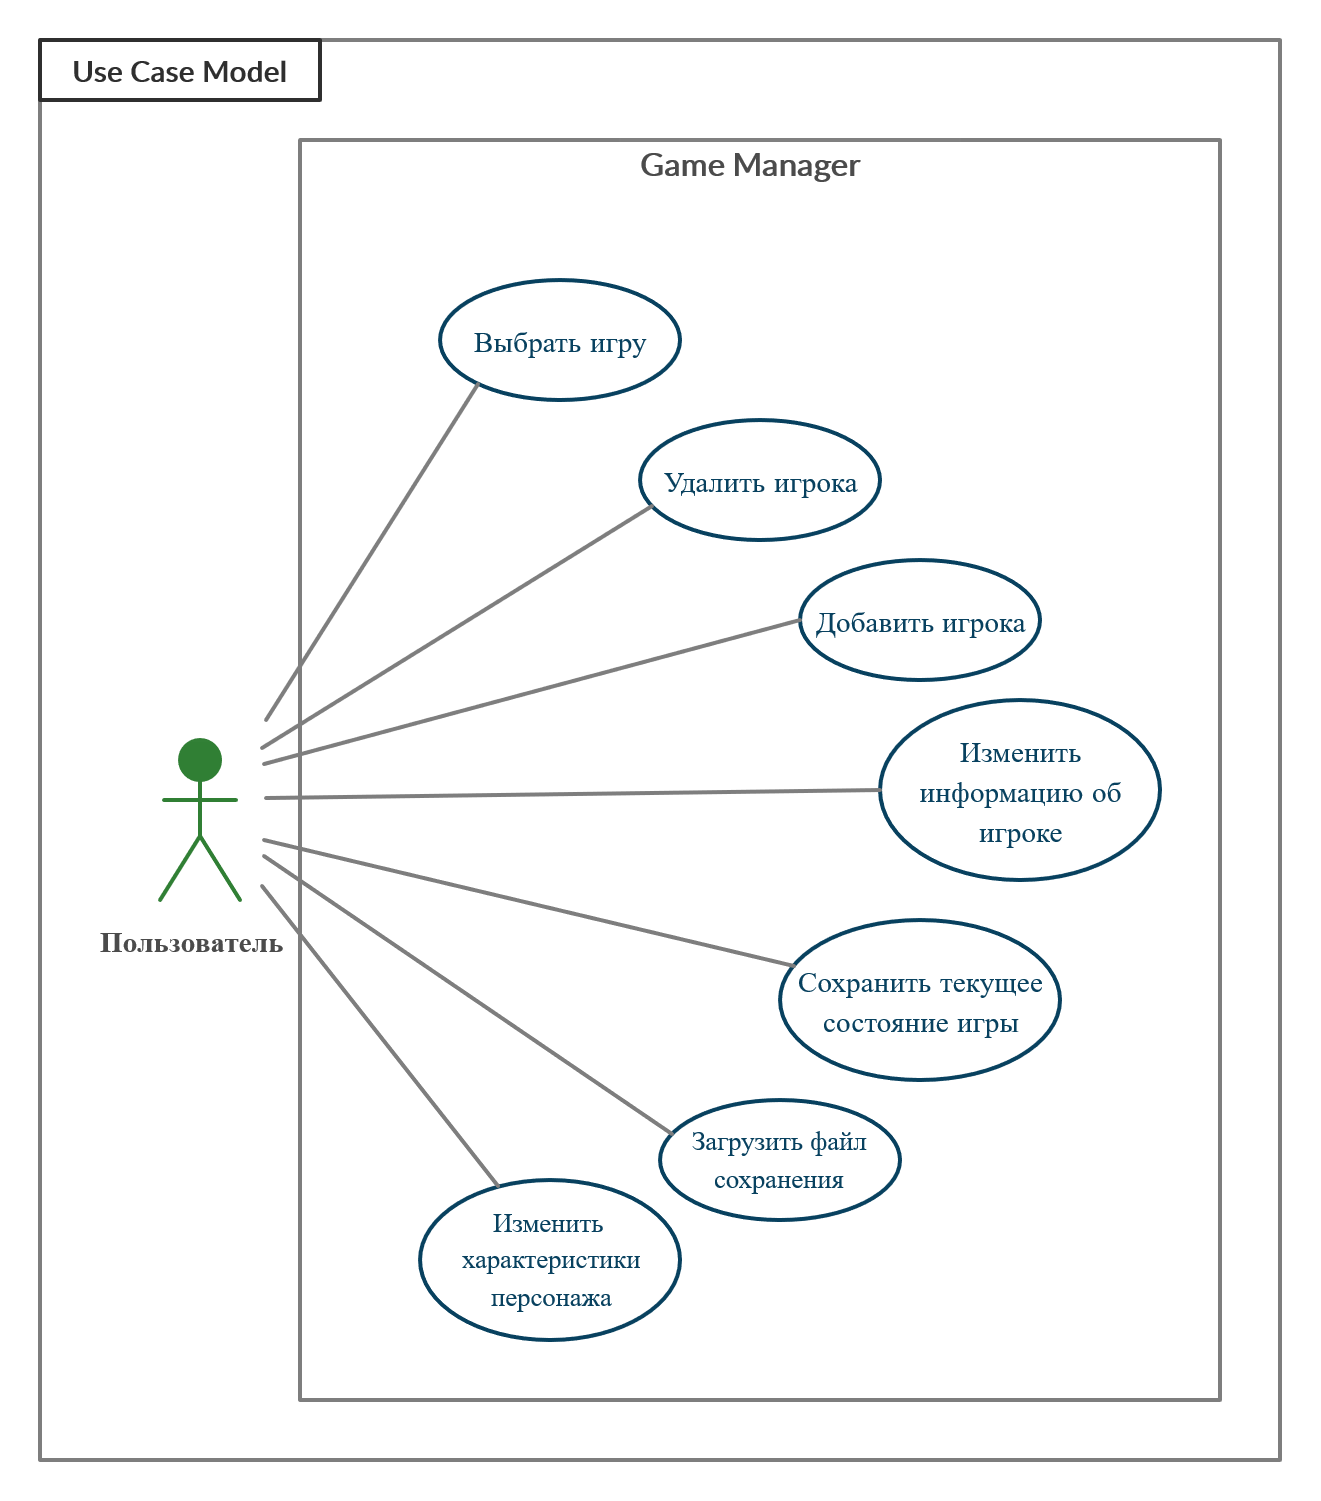 Use Case Model
Game Manager
Выбрать игру
Удалить игрока
Добавить игрока
Изменить
информацию об
игроке
Пользователь
Сохранить текущее
состояние игры
Загрузить файл
сохранения
Изменить
характеристики
персонажа